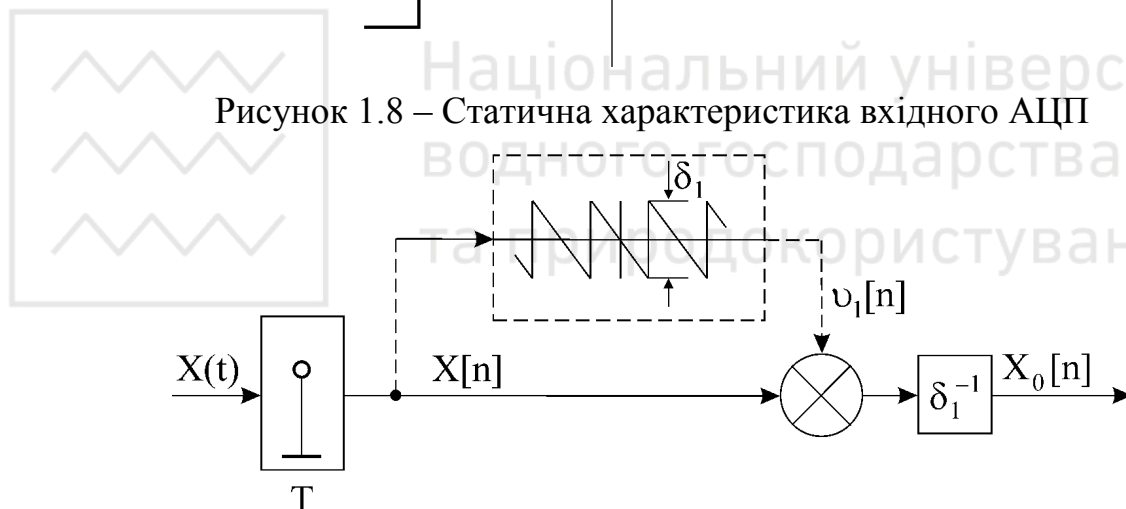 Національний універс
Рисунок 1.8 – Статична характеристика вхідного АЦП
водного господарства
δ₁
та природокористуван
υ₁[n]
X(t)
X[n]
δ₁⁻¹
X₀[n]
T